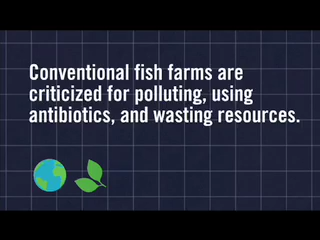 Conventional fish farms are
criticized for polluting, using
antibiotics, and wasting resources.